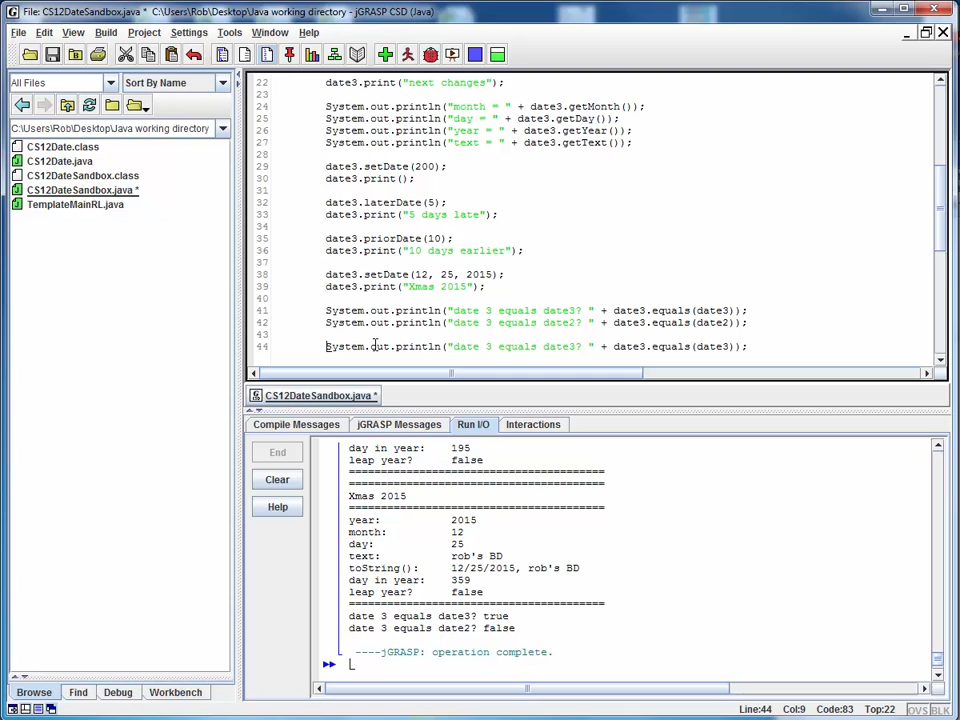 File: CS12DateSandbox.java * C:\Users\Rob\Desktop\Java working directory - jGRASP CSD (Java)
File Edit View Build Project Settings Tools Window Help
All Files
Sort By Name
C:\Users\Rob\Desktop\Java working directory
CS12Date.class
CS12Date.java
CS12DateSandbox.class
CS12DateSandbox.java *
TemplateMainRL.java
Browse Find Debug Workbench
22 date3.print("next changes");
23
24 System.out.println("month = " + date3.getMonth());
25 System.out.println("day = " + date3.getDay());
26 System.out.println("year = " + date3.getYear());
27 System.out.println("text = " + date3.getText());
28
29 date3.setDate(200);
30 date3.print();
31
32 date3.laterDate(5);
33 date3.print("5 days late");
34
35 date3.priorDate(10);
36 date3.print("10 days earlier");
37
38 date3.setDate(12, 25, 2015);
39 date3.print("Xmas 2015");
40
41 System.out.println("date 3 equals date3? " + date3.equals(date3));
42 System.out.println("date 3 equals date2? " + date3.equals(date2));
43
44 System.out.println("date 3 equals date3? " + date3.equals(date3));
CS12DateSandbox.java *
Compile Messages jGRASP Messages Run I/O Interactions
End
Clear
Help
day in year: 195
leap year? false
========================================
========================================
Xmas 2015
========================================
year: 2015
month: 12
day: 25
text: rob's BD
toString(): 12/25/2015, rob's BD
day in year: 359
leap year? false
========================================
date 3 equals date3? true
date 3 equals date2? false
----jGRASP: operation complete.
Line:44 Col:9 Code:83 Top:22 OVS BLK